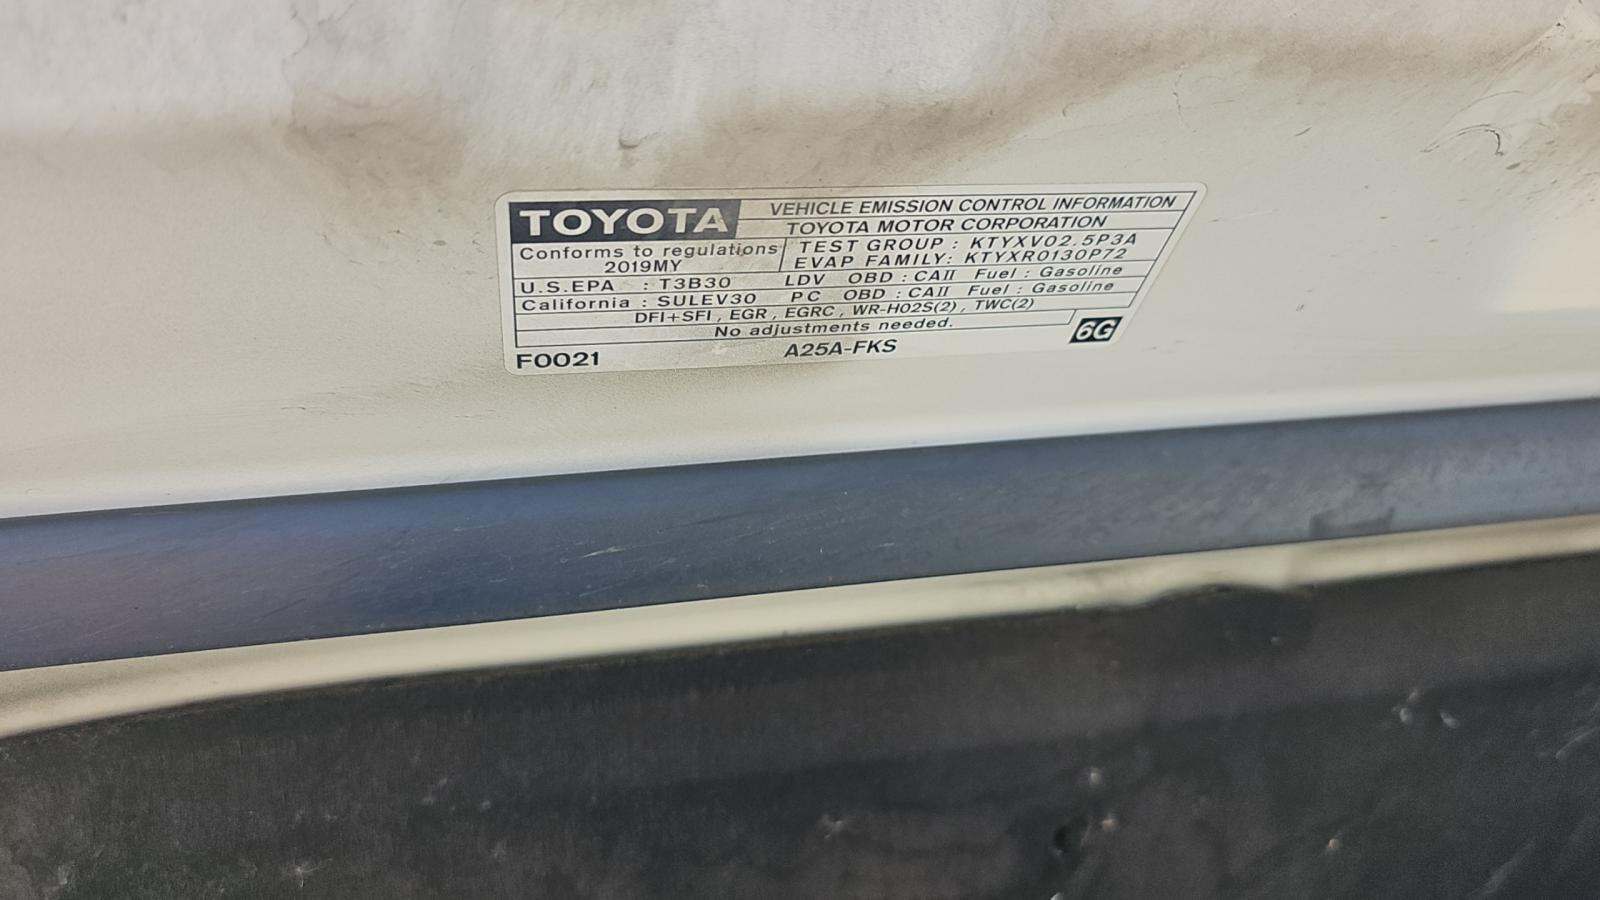 TOYOTA
VEHICLE EMISSION CONTROL INFORMATION
TOYOTA MOTOR CORPORATION
Conforms to regulations
2019MY
TEST GROUP : KTYXV02.5P3A
EVAP FAMILY: KTYXR0130P72
U.S.EPA : T3B30 LDV OBD : CAII Fuel : Gasoline
California : SULEV30 PC OBD : CAII Fuel : Gasoline
DFI+SFI , EGR , EGRC , WR-HO2S(2) , TWC(2)
No adjustments needed.
F0021 A25A-FKS 6G